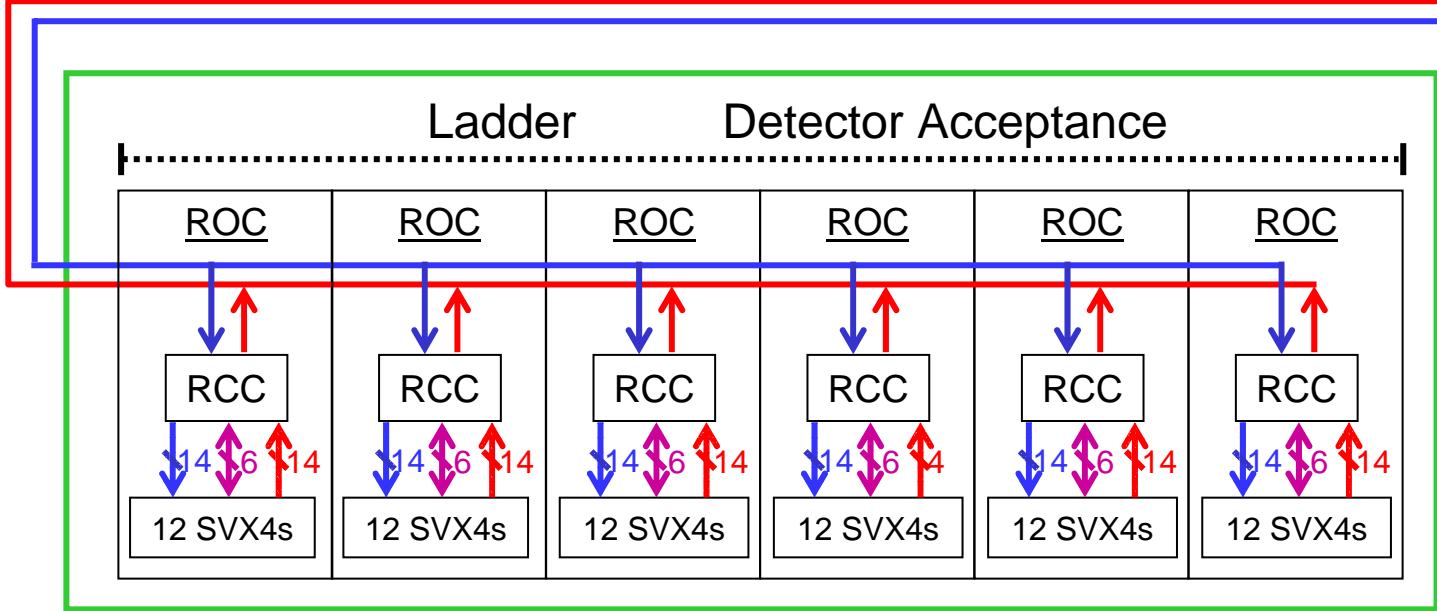 Ladder Detector Acceptance
ROC ROC ROC ROC ROC ROC
RCC RCC RCC RCC RCC RCC
14 6 14 14 6 14 14 6 14 14 6 4 14 6 14 14 6 14
12 SVX4s 12 SVX4s 12 SVX4s 12 SVX4s 12 SVX4s 12 SVX4s